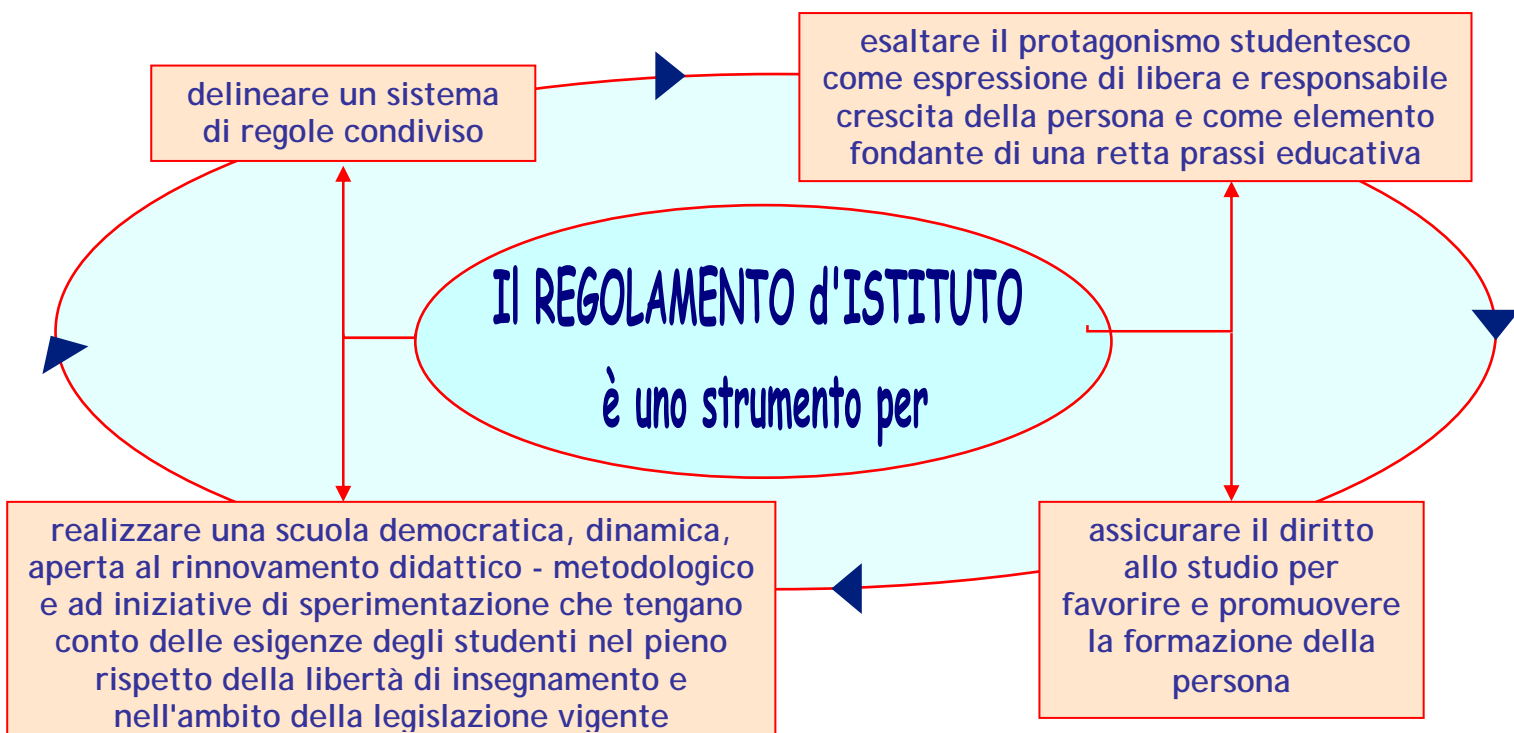 delineare un sistema
di regole condiviso
esaltare il protagonismo studentesco
come espressione di libera e responsabile
crescita della persona e come elemento
fondante di una retta prassi educativa
Il REGOLAMENTO d'ISTITUTO
è uno strumento per
realizzare una scuola democratica, dinamica,
aperta al rinnovamento didattico - metodologico
e ad iniziative di sperimentazione che tengano
conto delle esigenze degli studenti nel pieno
rispetto della libertà di insegnamento e
nell'ambito della legislazione vigente
assicurare il diritto
allo studio per
favorire e promuovere
la formazione della
persona